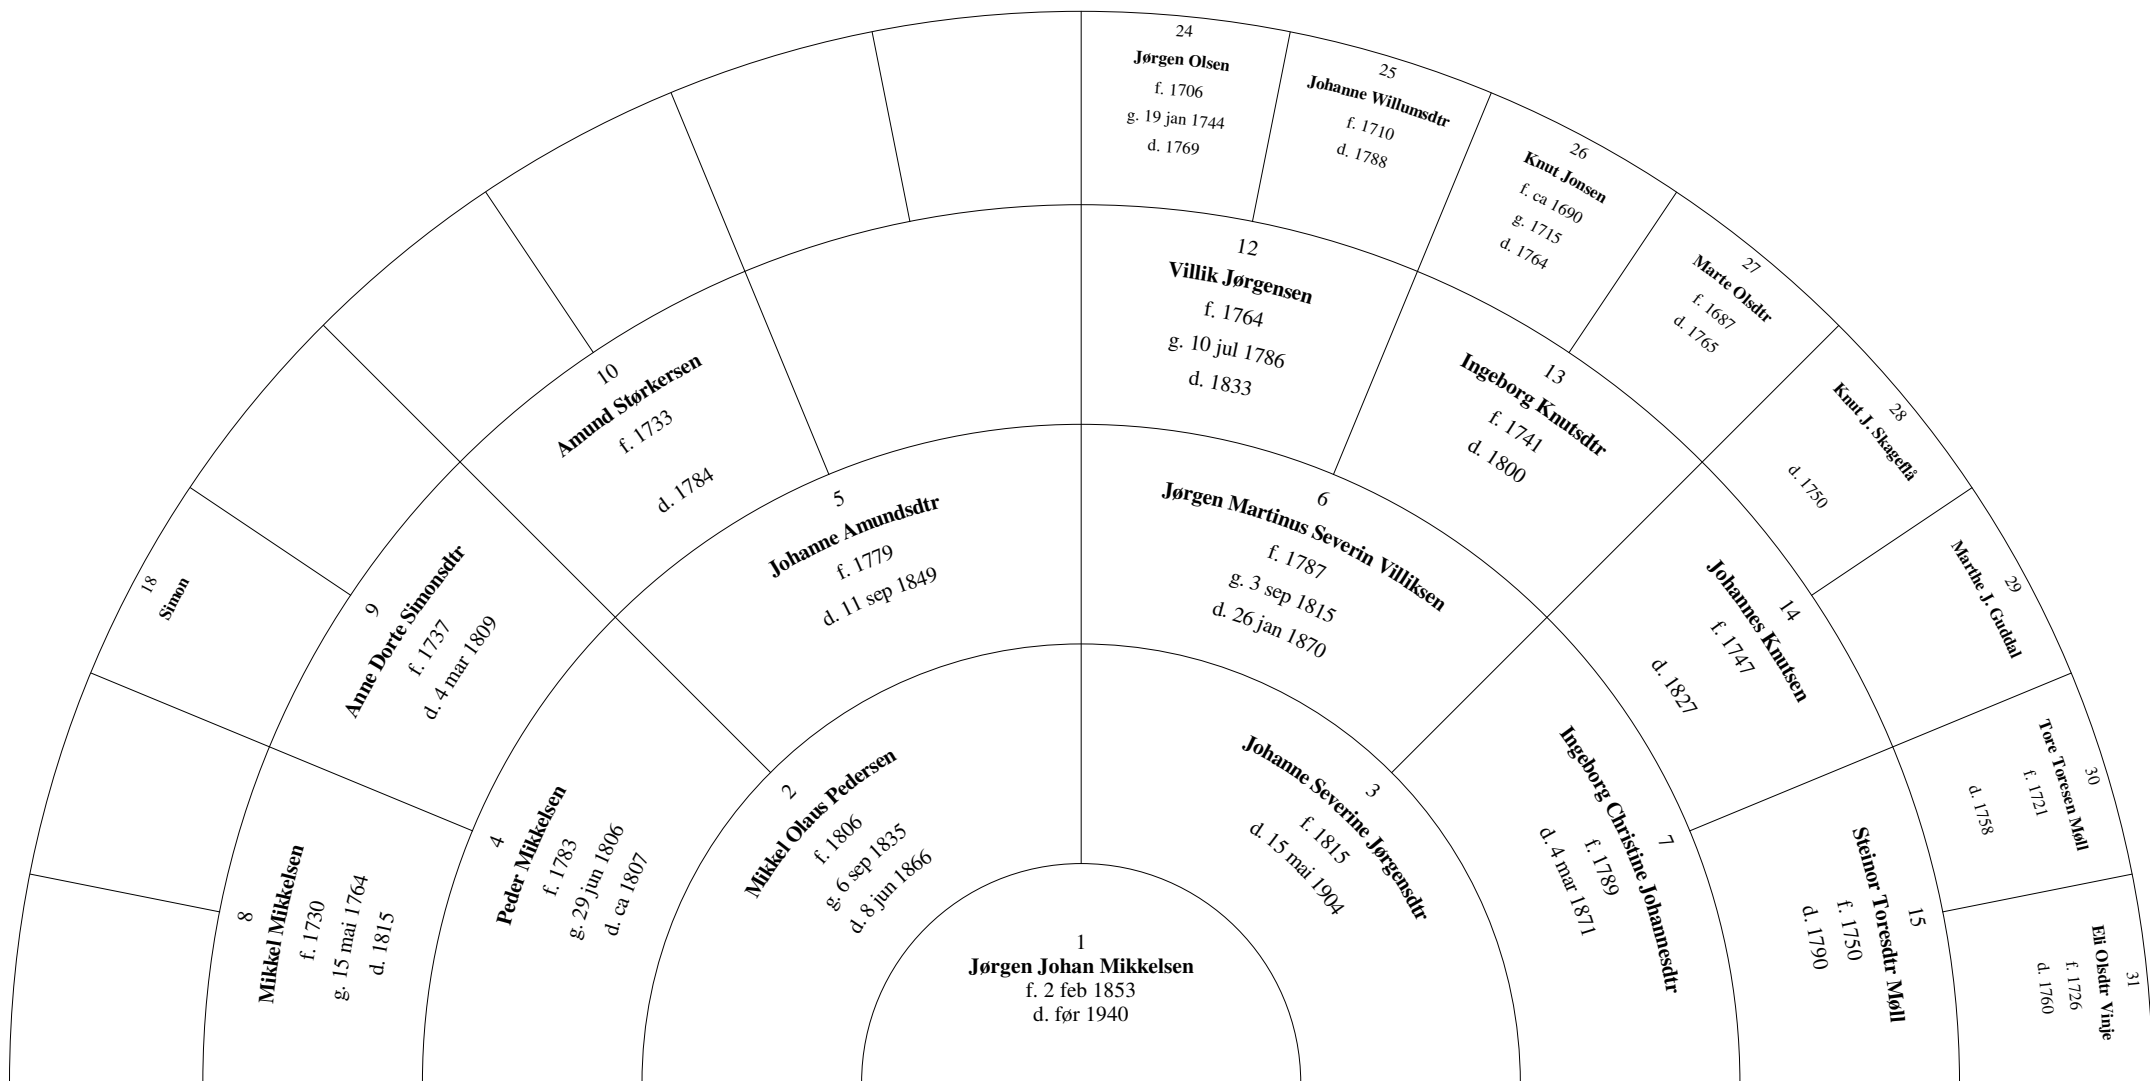 1
Jørgen Johan Mikkelsen
f. 2 feb 1853
d. før 1940
2
Mikkel Olaus Pedersen
f. 1806
g. 6 sep 1835
d. 8 jun 1866
3
Johanne Severine Jørgensdtr
f. 1815
d. 15 mai 1904
4
Peder Mikkelsen
f. 1783
g. 29 jun 1806
d. ca 1807
5
Johanne Amundsdtr
f. 1779
d. 11 sep 1849
6
Jørgen Martinus Severin Villiksen
f. 1787
g. 3 sep 1815
d. 26 jan 1870
7
Ingeborg Christine Johannesdtr
f. 1789
d. 4 mar 1871
8
Mikkel Mikkelsen
f. 1730
g. 15 mai 1764
d. 1815
9
Anne Dorte Simonsdtr
f. 1737
d. 4 mar 1809
10
Amund Størkersen
f. 1733
d. 1784
12
Villik Jørgensen
f. 1764
g. 10 jul 1786
d. 1833
13
Ingeborg Knutsdtr
f. 1741
d. 1800
14
Johannes Knutsen
f. 1747
d. 1827
15
Steinor Toresdtr Møll
f. 1750
d. 1790
18
Simon
24
Jørgen Olsen
f. 1706
g. 19 jan 1744
d. 1769
25
Johanne Willumsdtr
f. 1710
d. 1788
26
Knut Jonsen
f. ca 1690
g. 1715
d. 1764
27
Marte Olsdtr
f. 1687
d. 1765
28
Knut J. Skageflå
d. 1750
29
Marthe J. Guddal
30
Tore Toresen Møll
f. 1721
d. 1758
31
Eli Olsdtr Vinje
f. 1726
d. 1760